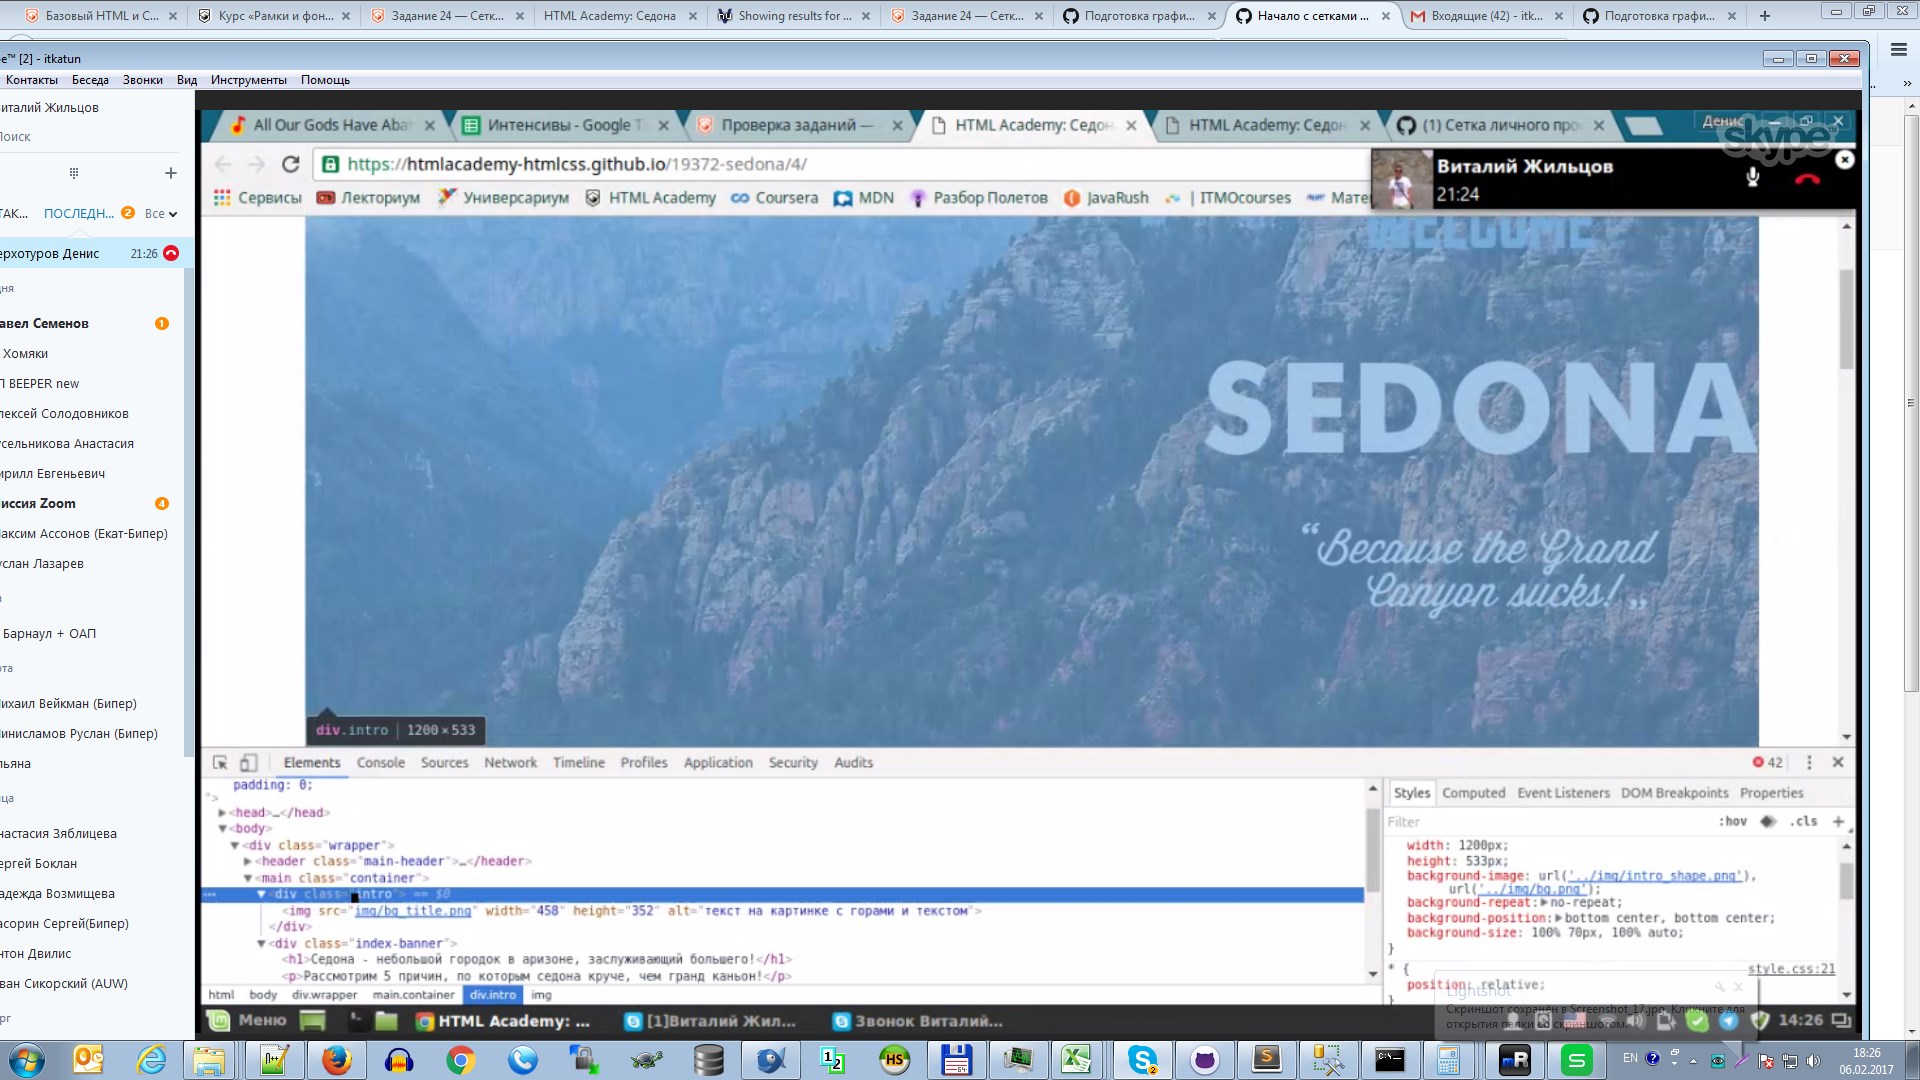 Базовый HTML и C...
Курс «Рамки и фон...
Задание 24 — Сетк...
HTML Academy: Седона
Showing results for ...
Задание 24 — Сетк...
Подготовка графи...
Начало с сетками ...
Входящие (42) - itk...
Подготовка графи...
[2] - itkatun
Контакты Беседа Звонки Вид Инструменты Помощь
италий Жильцов
оиск
ТАК... ПОСЛЕДН... 2 Все
ерхотуров Денис 21:26
дня
авел Семенов 1
Хомяки
П BEEPER new
лексей Солодовников
усельникова Анастасия
ирилл Евгеньевич
иссия Zoom 4
аксим Ассонов (Екат-Бипер)
услан Лазарев
Барнаул + ОАП
ота
ихаил Вейкман (Бипер)
инисламов Руслан (Бипер)
льяна
ица
настасия Зяблицева
ергей Боклан
адежда Возмищева
асорин Сергей(Бипер)
нтон Двилис
ван Сикорский (AUW)
рг
All Our Gods Have Aba
Интенсивы - Google T
Проверка заданий —
HTML Academy: Седон
HTML Academy: Седон
(1) Сетка личного про
Денис
skype™
https://htmlacademy-htmlcss.github.io/19372-sedona/4/
Виталий Жильцов
21:24
Сервисы Лекториум Универсариум HTML Academy Coursera MDN Разбор Полетов JavaRush | ITMOcourses Мате
WELCOME
SEDONA
“Because the Grand
Canyon sucks!„
div.intro | 1200 × 533
Elements Console Sources Network Timeline Profiles Application Security Audits 42
padding: 0;
">
<head>…</head>
<body>
<div class="wrapper">
<header class="main-header">…</header>
<main class="container">
<div class="intro"> == $0
<img src="img/bg_title.png" width="458" height="352" alt="текст на картинке с горами и текстом">
</div>
<div class="index-banner">
<h1>Седона - небольшой городок в аризоне, заслуживающий большего!</h1>
<p>Рассмотрим 5 причин, по которым седона круче, чем гранд каньон!</p>
html body div.wrapper main.container div.intro img
Styles Computed Event Listeners DOM Breakpoints Properties
Filter :hov .cls +
width: 1200px;
height: 533px;
background-image: url('../img/intro_shape.png'),
url('../img/bg.png');
background-repeat: no-repeat;
background-position: bottom center, bottom center;
background-size: 100% 70px, 100% auto;
}
* { style.css:21
position: relative;
}
Lightshot
Скриншот сохранен в Screenshot_17.jpg. Кликните для
открытия папки со скриншотом.
Меню
HTML Academy: ...
[1]Виталий Жил...
Звонок Виталий...
14:26
EN
18:26
06.02.2017